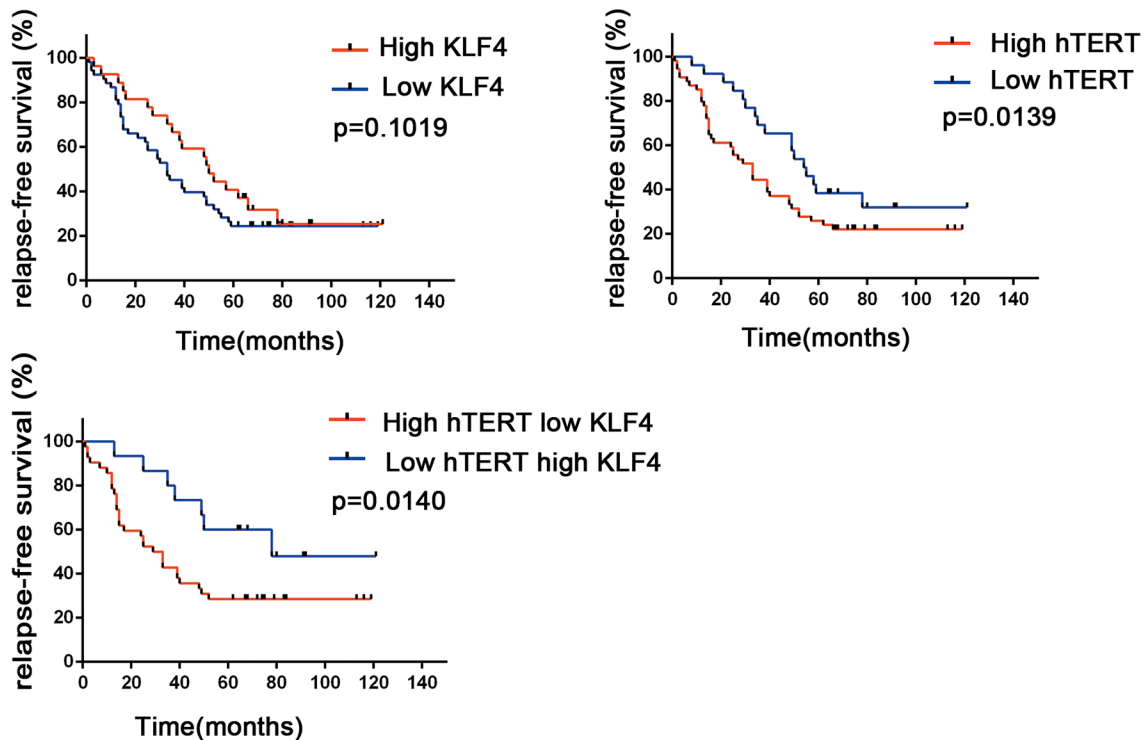 relapse-free survival (%)
100
80
60
40
20
0
0 20 40 60 80 100 120 140
Time(months)
High KLF4
Low KLF4
p=0.1019
relapse-free survival (%)
100
80
60
40
20
0
0 20 40 60 80 100 120 140
Time(months)
High hTERT
Low hTERT
p=0.0139
relapse-free survival (%)
100
80
60
40
20
0
0 20 40 60 80 100 120 140
Time(months)
High hTERT low KLF4
Low hTERT high KLF4
p=0.0140